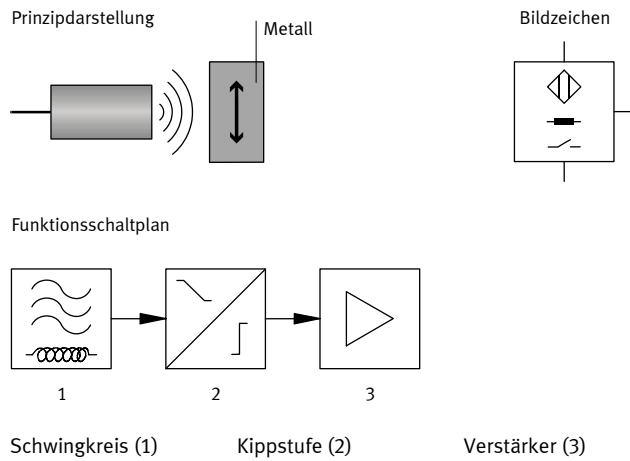 Prinzipdarstellung
Metall
Bildzeichen
Funktionsschaltplan
1
2
3
Schwingkreis (1)
Kippstufe (2)
Verstärker (3)